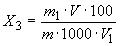 X₃ = (m₁ · V · 100) / (m · 1000 · V₁)